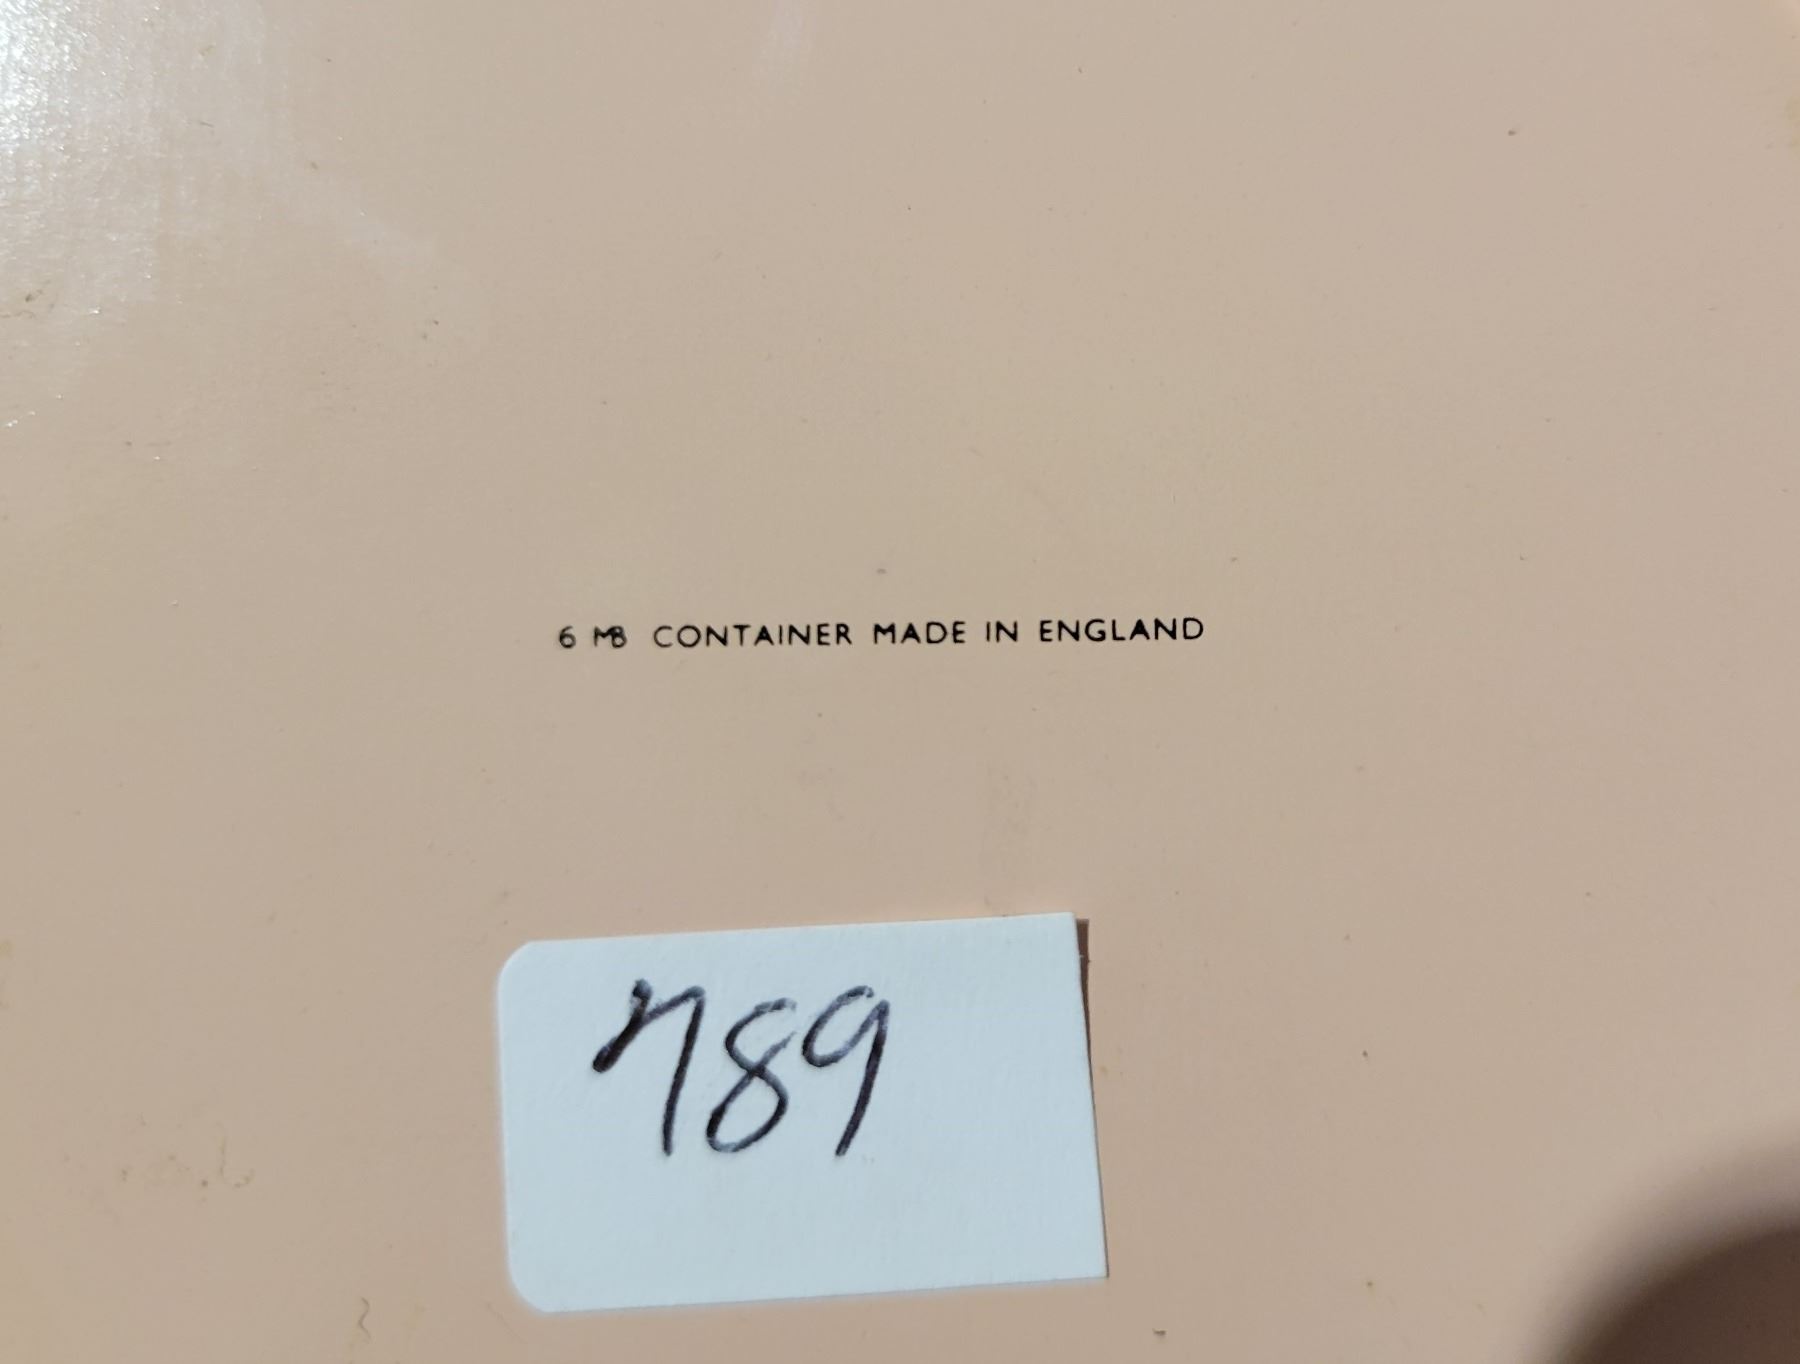 6 MB CONTAINER MADE IN ENGLAND
789